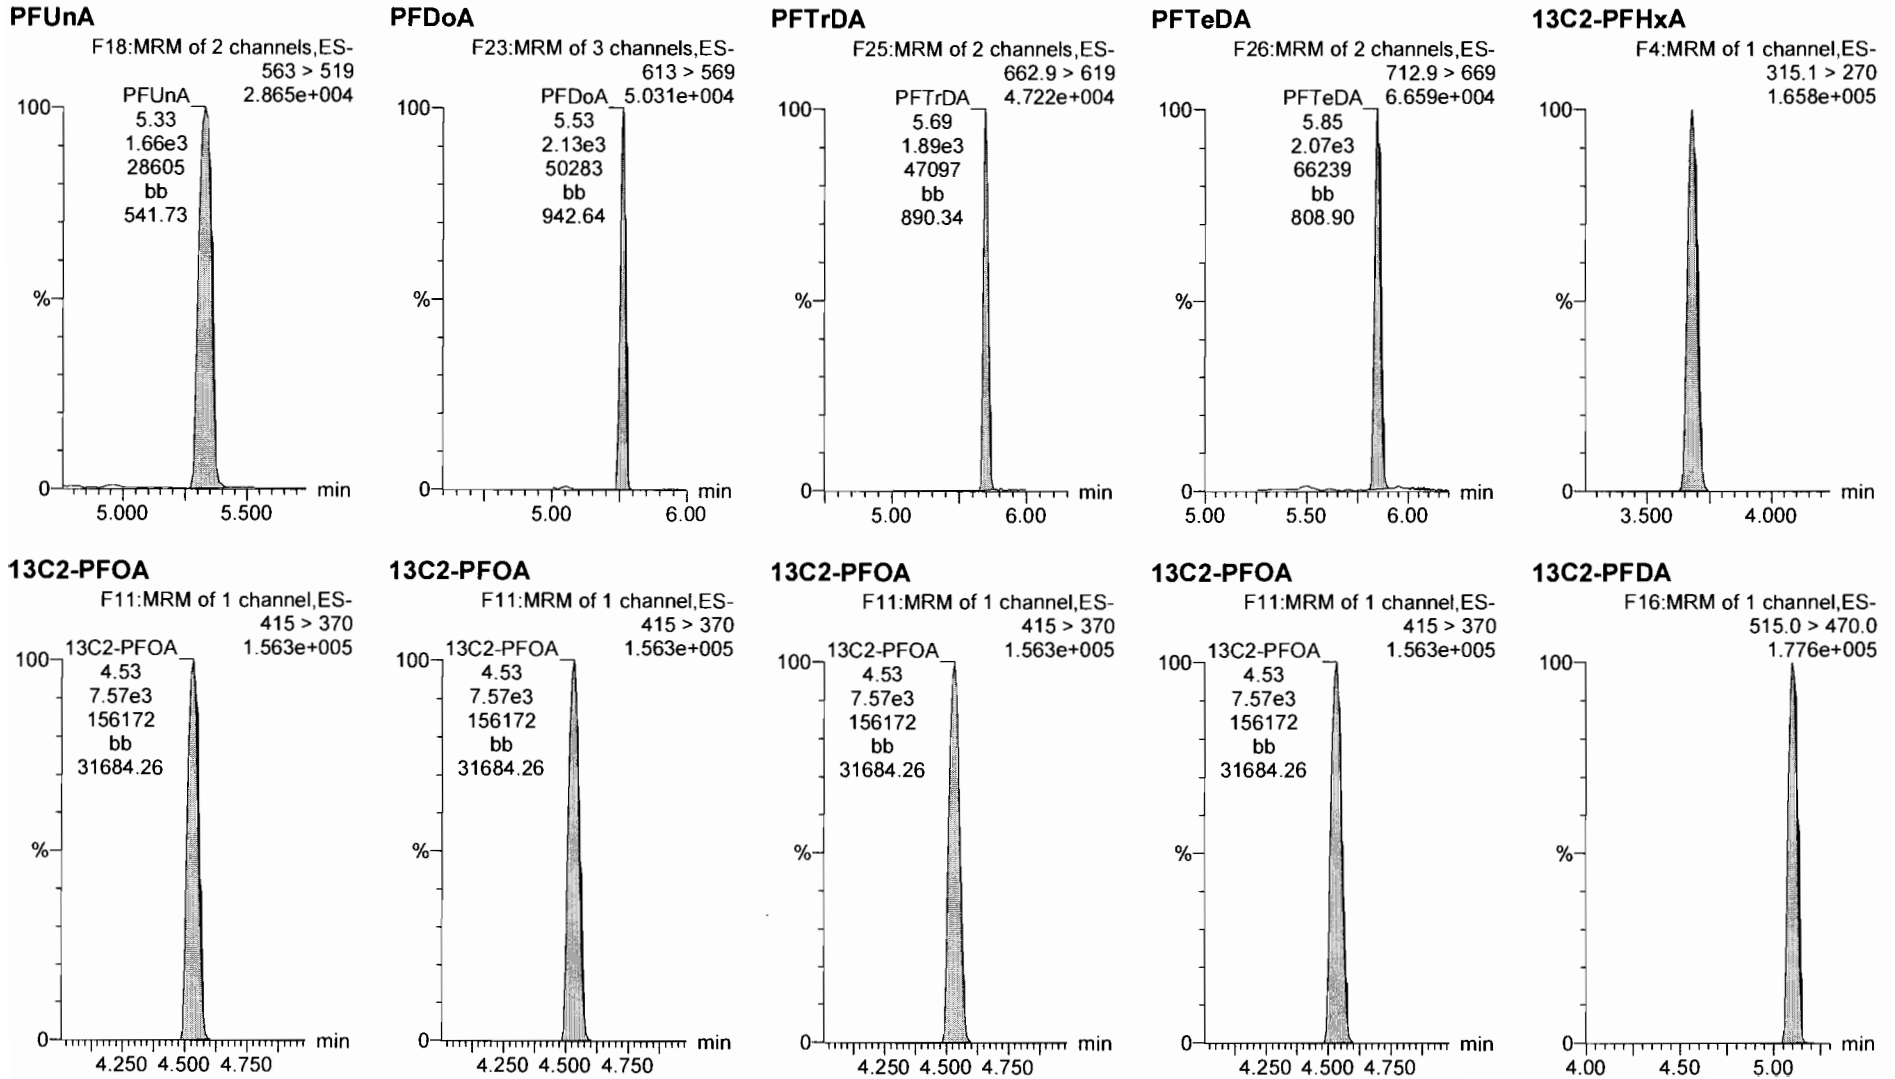 PFUnA
F18:MRM of 2 channels,ES-
563 > 519
2.865e+004
PFUnA
5.33
1.66e3
28605
bb
541.73
100
%
0
5.000 5.500
min
PFDoA
F23:MRM of 3 channels,ES-
613 > 569
5.031e+004
PFDoA
5.53
2.13e3
50283
bb
942.64
100
%
0
5.00 6.00
min
PFTrDA
F25:MRM of 2 channels,ES-
662.9 > 619
4.722e+004
PFTrDA
5.69
1.89e3
47097
bb
890.34
100
%
0
5.00 6.00
min
PFTeDA
F26:MRM of 2 channels,ES-
712.9 > 669
6.659e+004
PFTeDA
5.85
2.07e3
66239
bb
808.90
100
%
0
5.00 5.50 6.00
min
13C2-PFHxA
F4:MRM of 1 channel,ES-
315.1 > 270
1.658e+005
100
%
0
3.500 4.000
min
13C2-PFOA
F11:MRM of 1 channel,ES-
415 > 370
1.563e+005
13C2-PFOA
4.53
7.57e3
156172
bb
31684.26
100
%
0
4.250 4.500 4.750
min
13C2-PFOA
F11:MRM of 1 channel,ES-
415 > 370
1.563e+005
13C2-PFOA
4.53
7.57e3
156172
bb
31684.26
100
%
0
4.250 4.500 4.750
min
13C2-PFOA
F11:MRM of 1 channel,ES-
415 > 370
1.563e+005
13C2-PFOA
4.53
7.57e3
156172
bb
31684.26
100
%
0
4.250 4.500 4.750
min
13C2-PFOA
F11:MRM of 1 channel,ES-
415 > 370
1.563e+005
13C2-PFOA
4.53
7.57e3
156172
bb
31684.26
100
%
0
4.250 4.500 4.750
min
13C2-PFDA
F16:MRM of 1 channel,ES-
515.0 > 470.0
1.776e+005
100
%
0
4.00 4.50 5.00
min